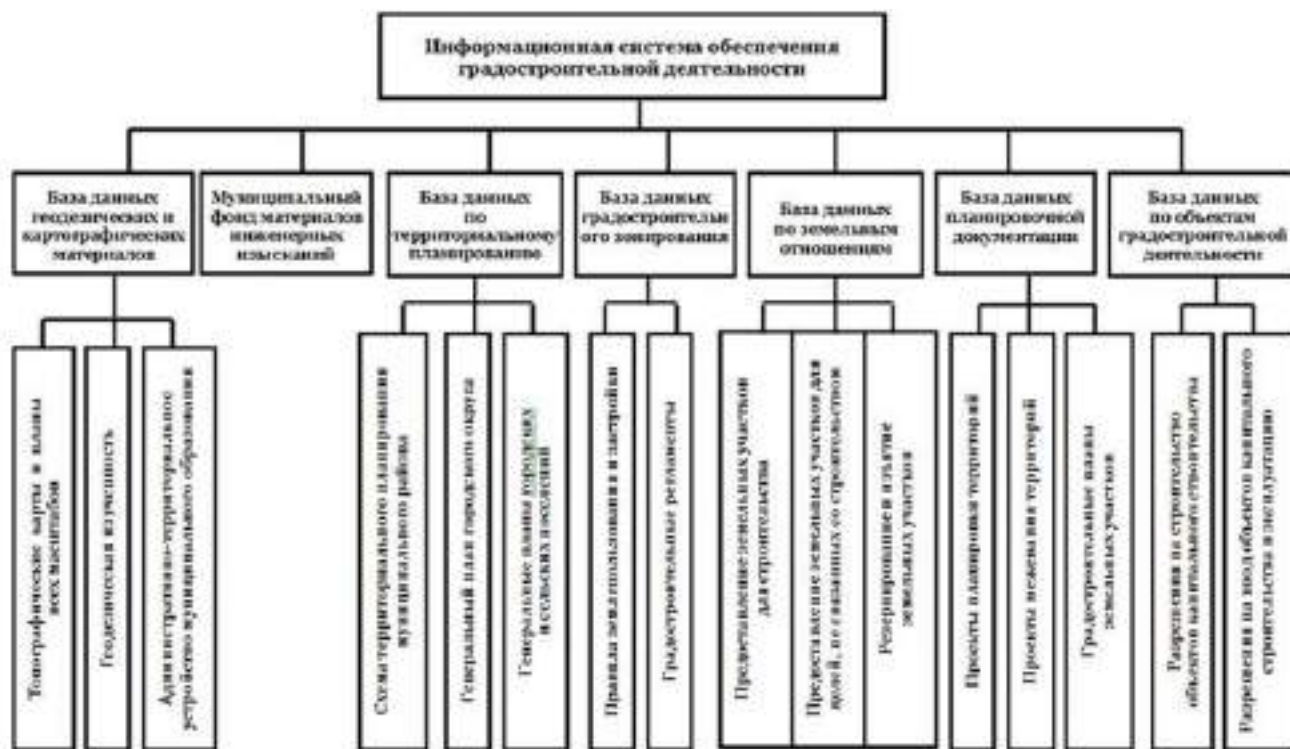 Информационная система обеспечения
градостроительной деятельности
База данных
геодезических и
картографических
материалов
Муниципальный
фонд материалов
инженерных
изысканий
База данных
по
территориальному
планированию
База данных
градостроительн
ого зонирования
База данных
по земельным
отношениям
База данных
планировочной
документации
База данных
по объектам
градостроительной
деятельности
Топографические карты и планы
всех масштабов
Геодезическая изученность
Административно-территориальное
устройство муниципального образования
Схема территориального планирования
муниципального района
Генеральный план городского округа
Генеральные планы городских
и сельских поселений
Правила землепользования и застройки
Градостроительные регламенты
Предоставление земельных участков
для строительства
Предоставление земельных участков для
целей, не связанных со строительством
Резервирование и изъятие
земельных участков
Проекты планировки территорий
Проекты межевания территорий
Градостроительные планы
земельных участков
Разрешения на строительство
объектов капитального строительства
Разрешения на ввод объектов капитального
строительства в эксплуатацию